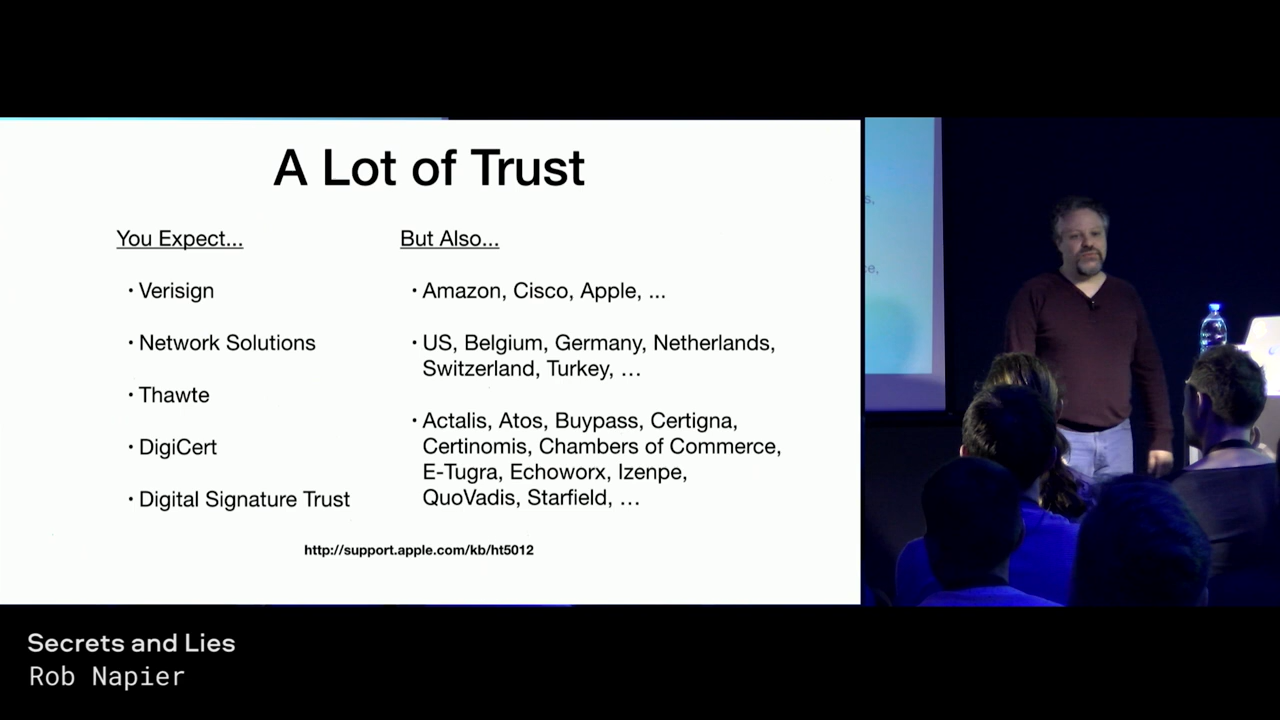 A Lot of Trust
You Expect...
• Verisign
• Network Solutions
• Thawte
• DigiCert
• Digital Signature Trust
But Also...
• Amazon, Cisco, Apple, ...
• US, Belgium, Germany, Netherlands,
Switzerland, Turkey, …
• Actalis, Atos, Buypass, Certigna,
Certinomis, Chambers of Commerce,
E-Tugra, Echoworx, Izenpe,
QuoVadis, Starfield, …
http://support.apple.com/kb/ht5012
s,
ce,
Secrets and Lies
Rob Napier